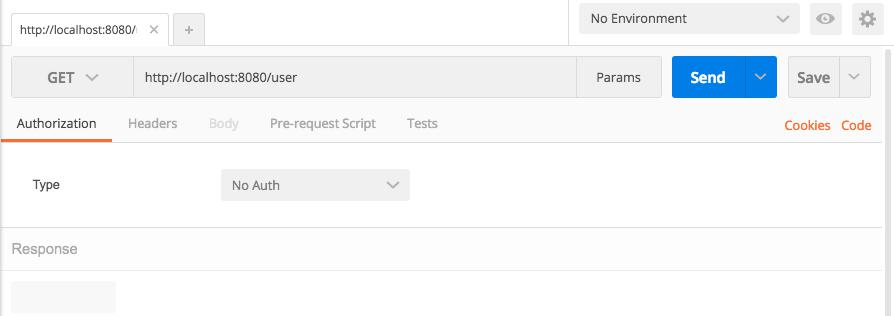 http://localhost:8080/
+
No Environment
GET
http://localhost:8080/user
Params
Send
Save
Authorization
Headers
Body
Pre-request Script
Tests
Cookies
Code
Type
No Auth
Response